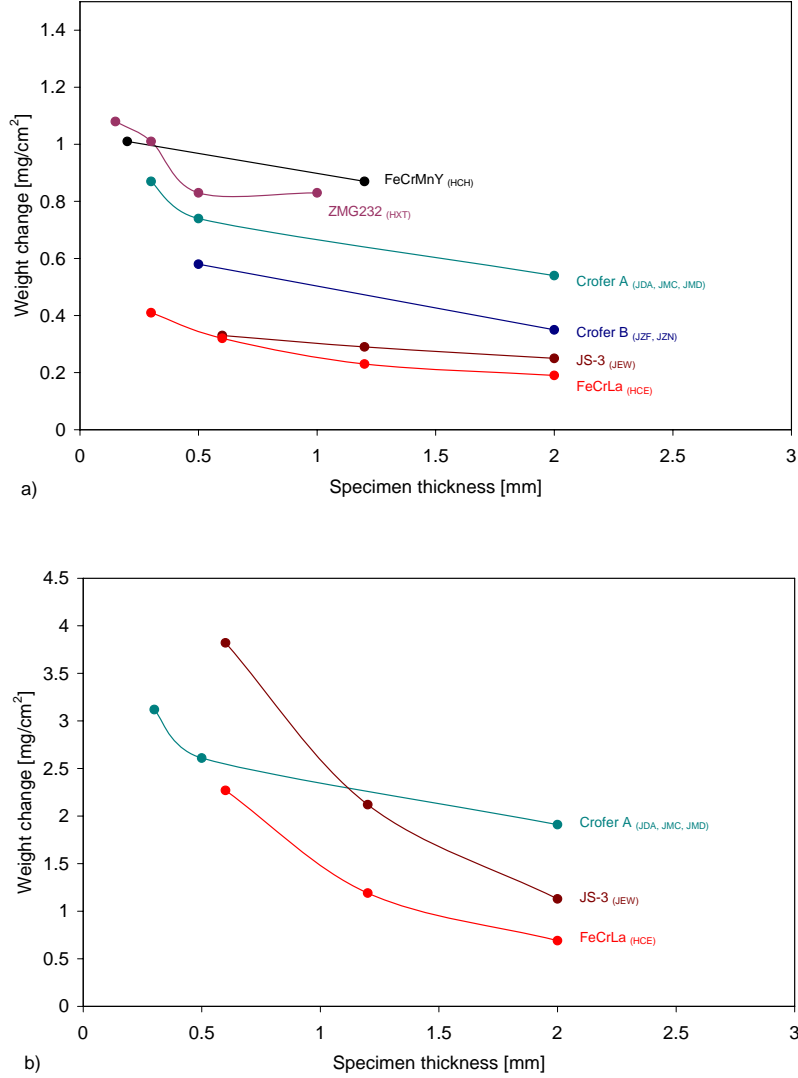 1.4
1.2
1
0.8
0.6
0.4
0.2
0
Weight change [mg/cm²]
FeCrMnY (HCH)
ZMG232 (HXT)
Crofer A (JDA, JMC, JMD)
Crofer B (JZF, JZN)
JS-3 (JEW)
FeCrLa (HCE)
0 0.5 1 1.5 2 2.5 3
a) Specimen thickness [mm]
4.5
4
3.5
3
2.5
2
1.5
1
0.5
0
Weight change [mg/cm²]
Crofer A (JDA, JMC, JMD)
JS-3 (JEW)
FeCrLa (HCE)
0 0.5 1 1.5 2 2.5 3
b) Specimen thickness [mm]